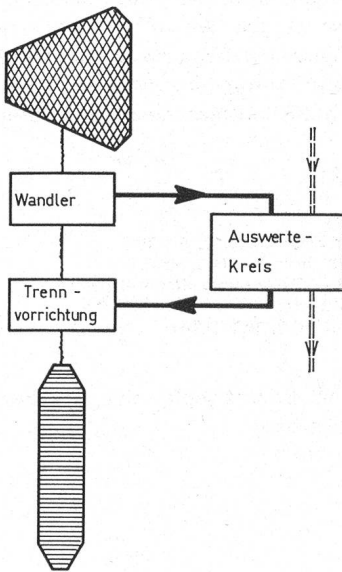 Wandler
Auswerte -
Kreis
Trenn -
vorrichtung